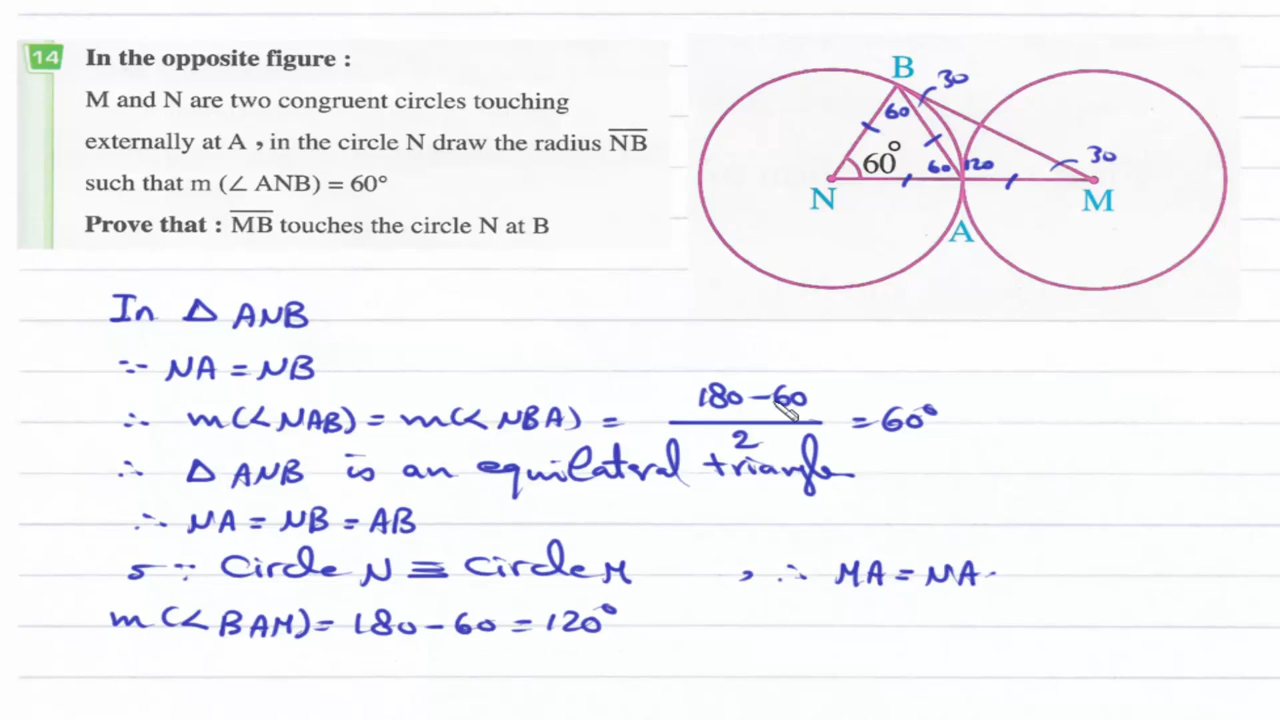 14 In the opposite figure :
M and N are two congruent circles touching
externally at A , in the circle N draw the radius NB
such that m (∠ ANB) = 60°
Prove that : MB touches the circle N at B
B
30
60
60°
60
120
30
N
M
A
In Δ ANB
∵ NA = NB
∴ m(∠NAB) = m(∠NBA) = (180 – 60) / 2 = 60°
∴ Δ ANB is an equilateral triangle
∴ NA = NB = AB
, ∵ Circle N ≡ Circle M , ∴ MA = NA
m(∠BAM) = 180 – 60 = 120°